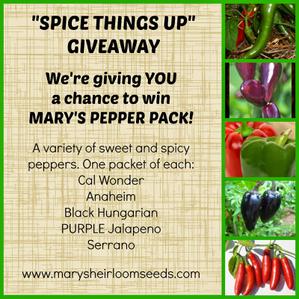 "SPICE THINGS UP"
GIVEAWAY
We're giving YOU
a chance to win
MARY'S PEPPER PACK!
A variety of sweet and spicy
peppers. One packet of each:
Cal Wonder
Anaheim
Black Hungarian
PURPLE Jalapeno
Serrano
www.marysheirloomseeds.com